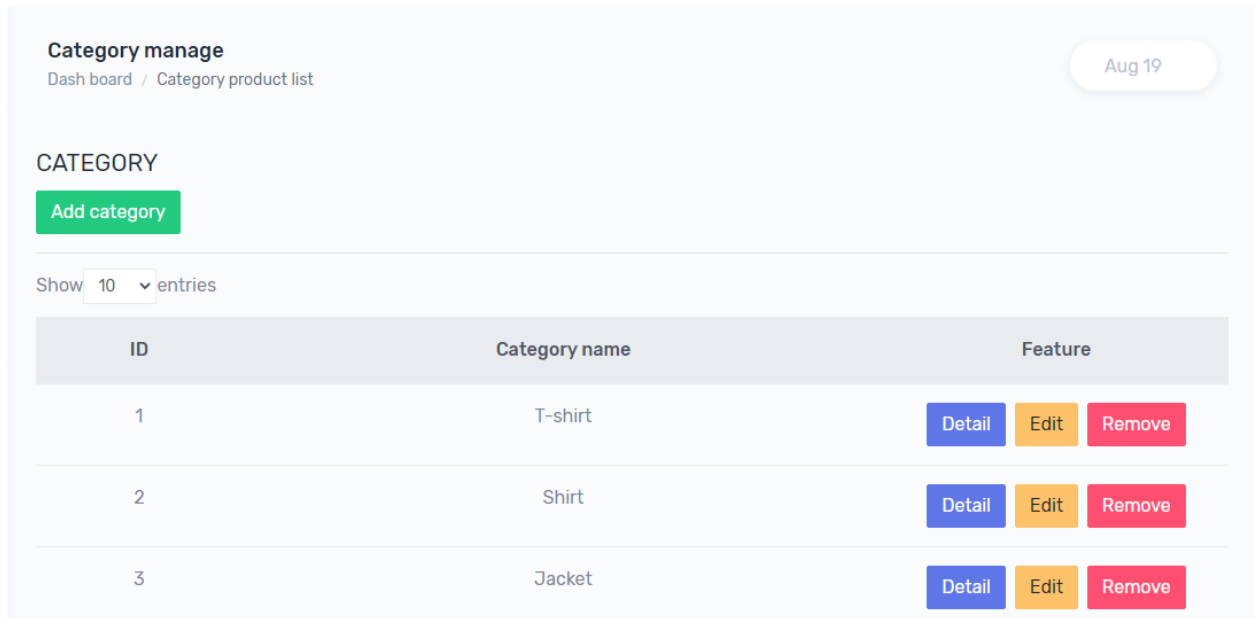 Category manage
Aug 19
Dash board / Category product list
CATEGORY
Add category
Show 10 entries
ID Category name Feature
1 T-shirt Detail Edit Remove
2 Shirt Detail Edit Remove
3 Jacket Detail Edit Remove